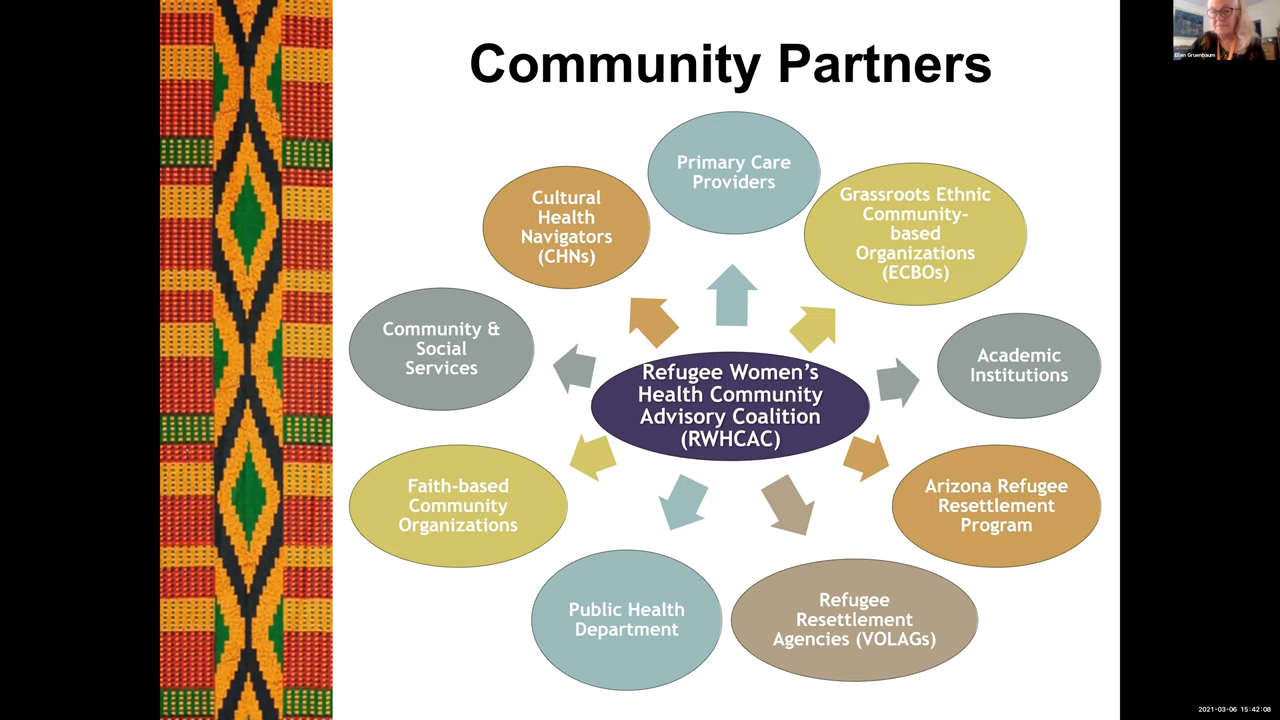 Community Partners
Primary Care
Providers
Grassroots Ethnic
Community-
based
Organizations
(ECBOs)
Academic
Institutions
Arizona Refugee
Resettlement
Program
Refugee
Resettlement
Agencies (VOLAGs)
Public Health
Department
Faith-based
Community
Organizations
Community &
Social
Services
Cultural
Health
Navigators
(CHNs)
Refugee Women’s
Health Community
Advisory Coalition
(RWHCAC)
Ellen Gruenbaum
2021-03-06 15:42:08